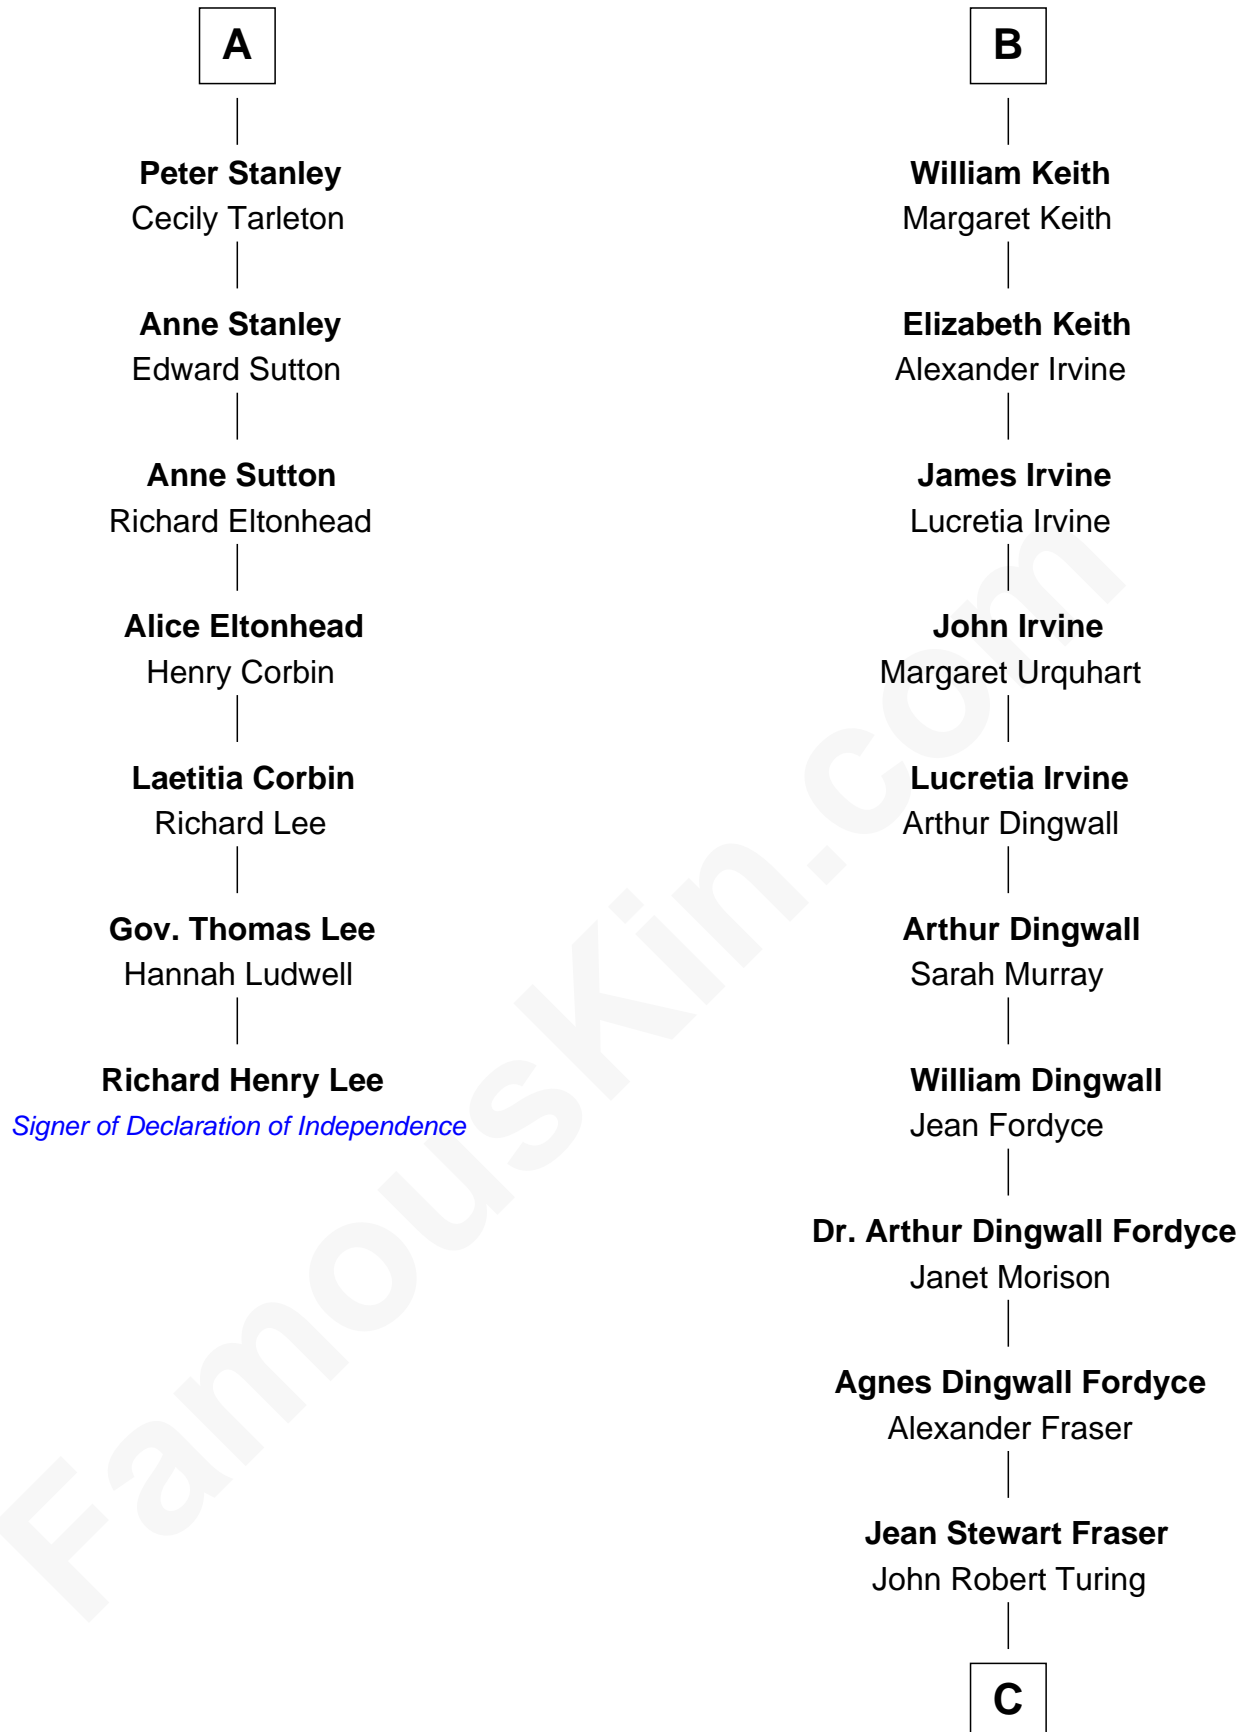 A
Peter Stanley
Cecily Tarleton
Anne Stanley
Edward Sutton
Anne Sutton
Richard Eltonhead
Alice Eltonhead
Henry Corbin
Laetitia Corbin
Richard Lee
Gov. Thomas Lee
Hannah Ludwell
Richard Henry Lee
Signer of Declaration of Independence
B
William Keith
Margaret Keith
Elizabeth Keith
Alexander Irvine
James Irvine
Lucretia Irvine
John Irvine
Margaret Urquhart
Lucretia Irvine
Arthur Dingwall
Arthur Dingwall
Sarah Murray
William Dingwall
Jean Fordyce
Dr. Arthur Dingwall Fordyce
Janet Morison
Agnes Dingwall Fordyce
Alexander Fraser
Jean Stewart Fraser
John Robert Turing
C
FamousKin.com